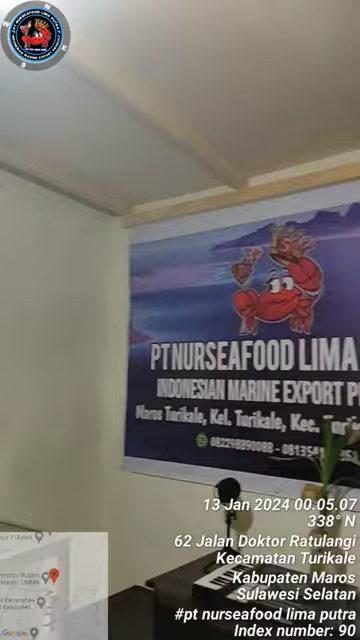 N
W
E
S
PT NURSEAFOOD LIMA
INDONESIAN MARINE EXPORT
Maros Turikale, Kel. Turikale, Kec.
082298890088 -
13 Jan 2024 00.05.07
338° N
62 Jalan Doktor Ratulangi
Kecamatan Turikale
Kabupaten Maros
Sulawesi Selatan
#pt nurseafood lima putra
Index number: 90
Google